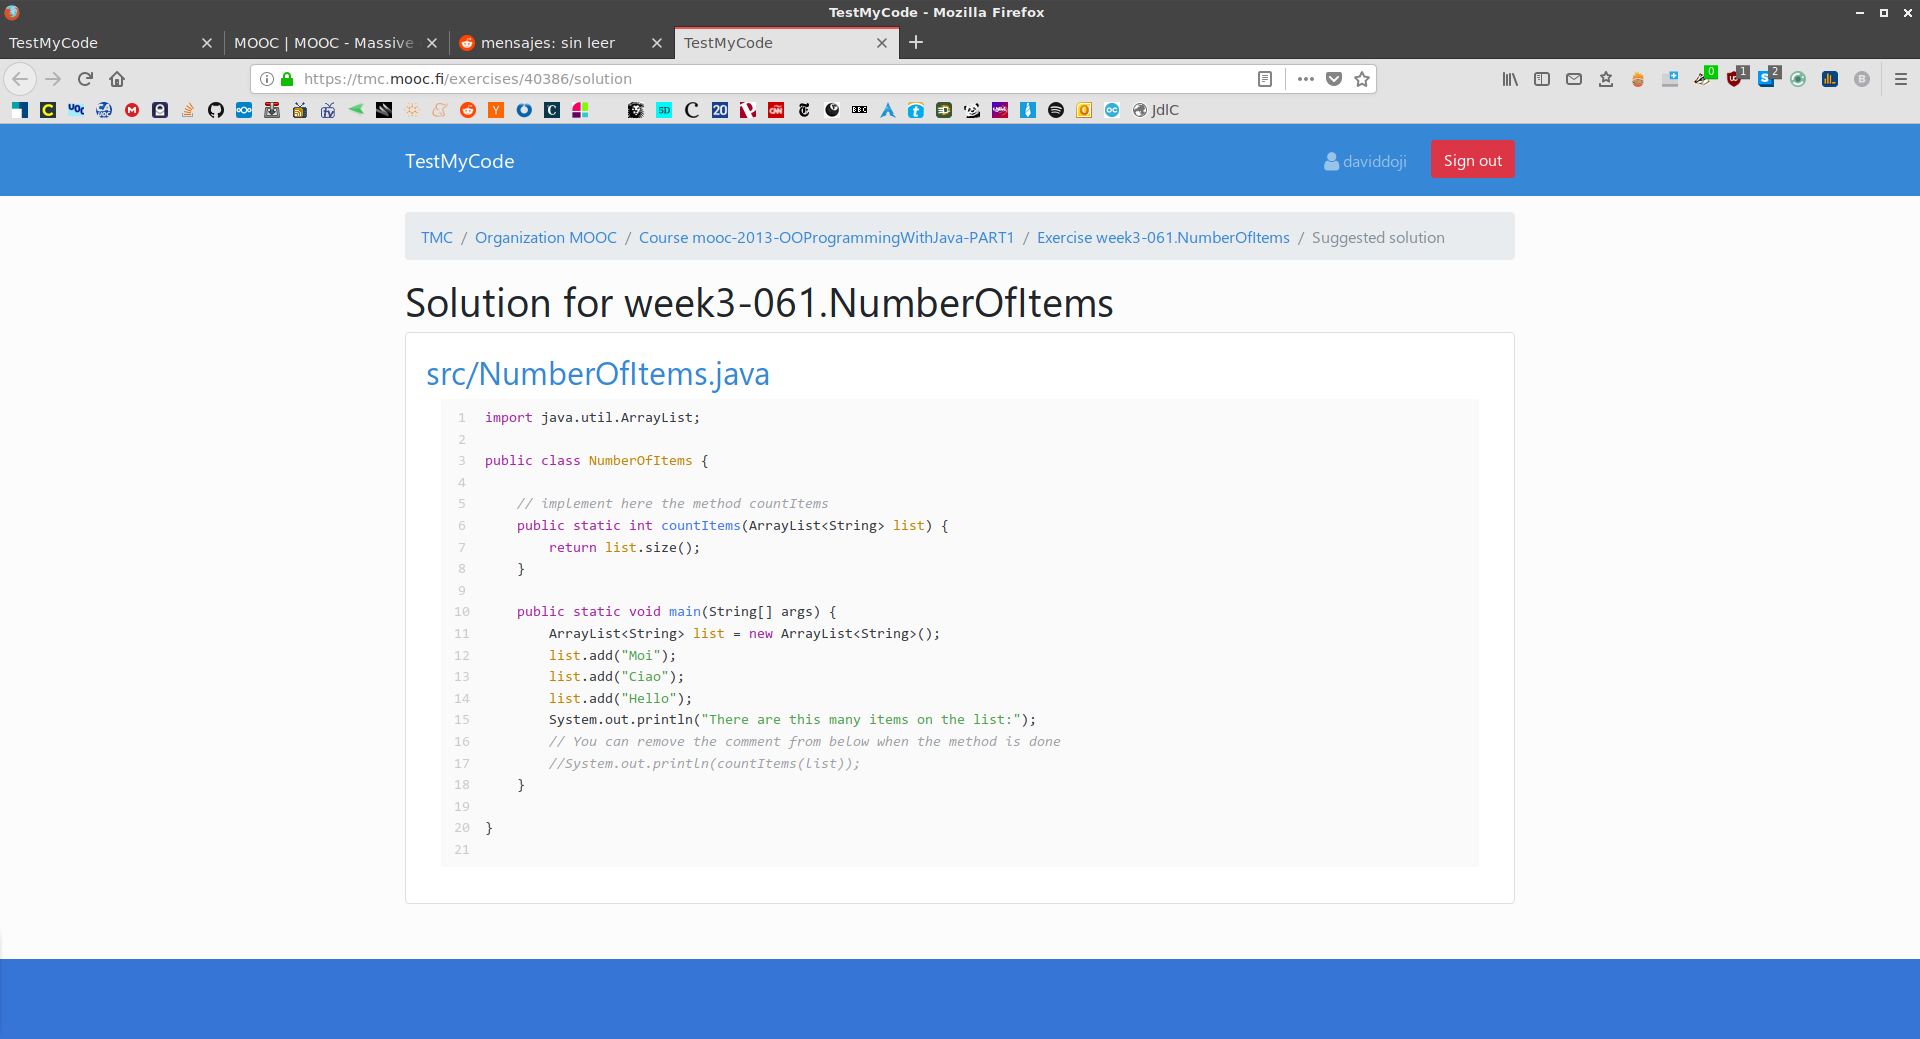 TestMyCode - Mozilla Firefox
TestMyCode
MOOC | MOOC - Massive
mensajes: sin leer
TestMyCode
https://tmc.mooc.fi/exercises/40386/solution
0
1
2
JdlC
TestMyCode
daviddoji
Sign out
TMC / Organization MOOC / Course mooc-2013-OOProgrammingWithJava-PART1 / Exercise week3-061.NumberOfItems / Suggested solution
Solution for week3-061.NumberOfItems
src/NumberOfItems.java
1 import java.util.ArrayList;
2
3 public class NumberOfItems {
4
5     // implement here the method countItems
6     public static int countItems(ArrayList<String> list) {
7         return list.size();
8     }
9
10     public static void main(String[] args) {
11         ArrayList<String> list = new ArrayList<String>();
12         list.add("Moi");
13         list.add("Ciao");
14         list.add("Hello");
15         System.out.println("There are this many items on the list:");
16         // You can remove the comment from below when the method is done
17         //System.out.println(countItems(list));
18     }
19
20 }
21